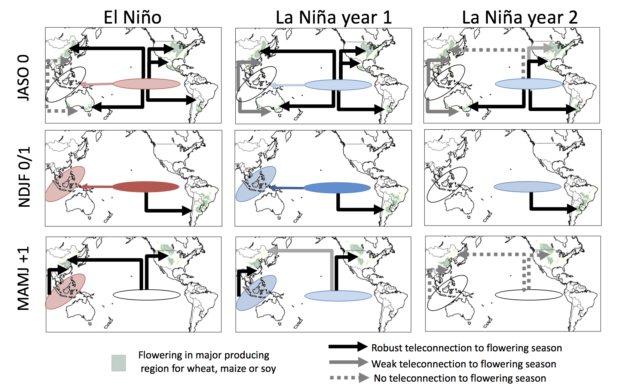 El Niño
La Niña year 1
La Niña year 2
JASO 0
NDJF 0/1
MAMJ +1
Flowering in major producing
region for wheat, maize or soy
Robust teleconnection to flowering season
Weak teleconnection to flowering season
No teleconnection to flowering season